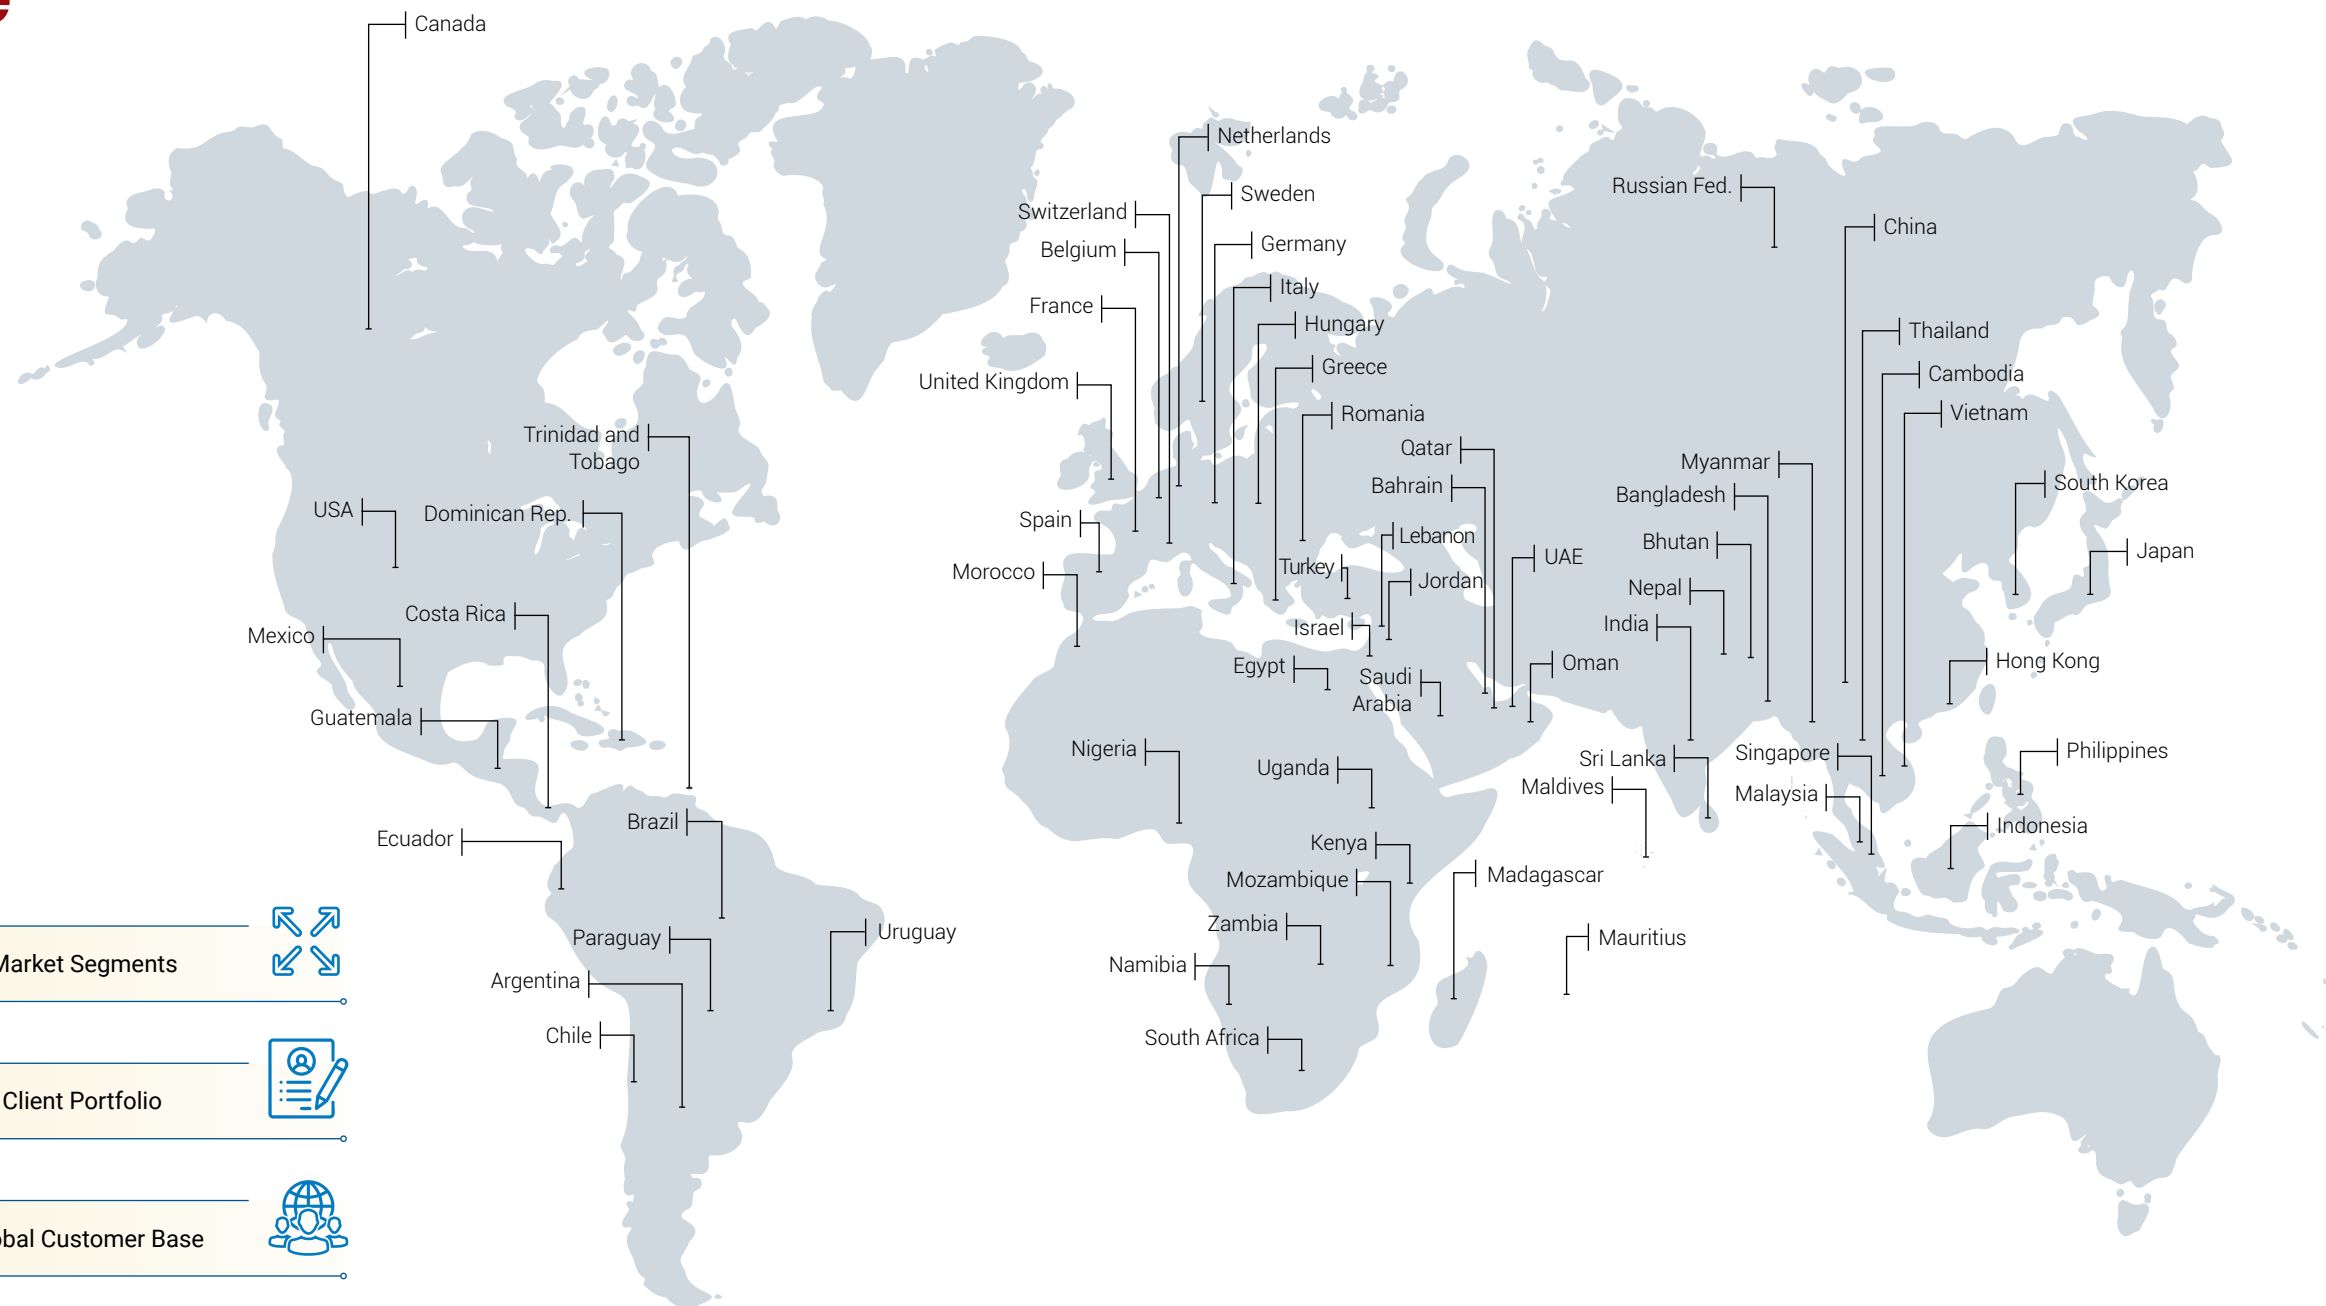 Canada
Netherlands
Sweden
Russian Fed.
Switzerland
China
Belgium
Germany
Italy
France
Hungary
Thailand
Greece
Cambodia
United Kingdom
Romania
Vietnam
Trinidad and
Tobago
Qatar
Myanmar
South Korea
Bahrain
Bangladesh
USA
Dominican Rep.
Spain
Lebanon
Bhutan
Japan
UAE
Turkey
Morocco
Jordan
Nepal
Costa Rica
India
Israel
Mexico
Hong Kong
Oman
Egypt
Saudi
Arabia
Guatemala
Nigeria
Philippines
Singapore
Sri Lanka
Uganda
Maldives
Malaysia
Brazil
Indonesia
Ecuador
Kenya
Madagascar
Mozambique
Zambia
Uruguay
Paraguay
Mauritius
Market Segments
Namibia
Argentina
Chile
South Africa
Client Portfolio
Customer Base